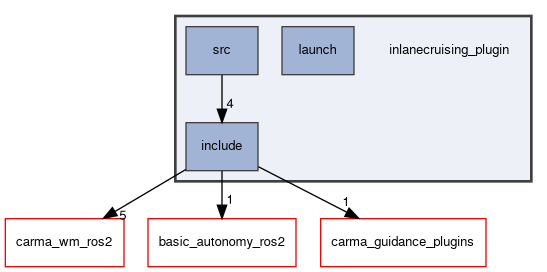 src
launch
inlanecruising_plugin
4
include
5
1
1
carma_wm_ros2
basic_autonomy_ros2
carma_guidance_plugins